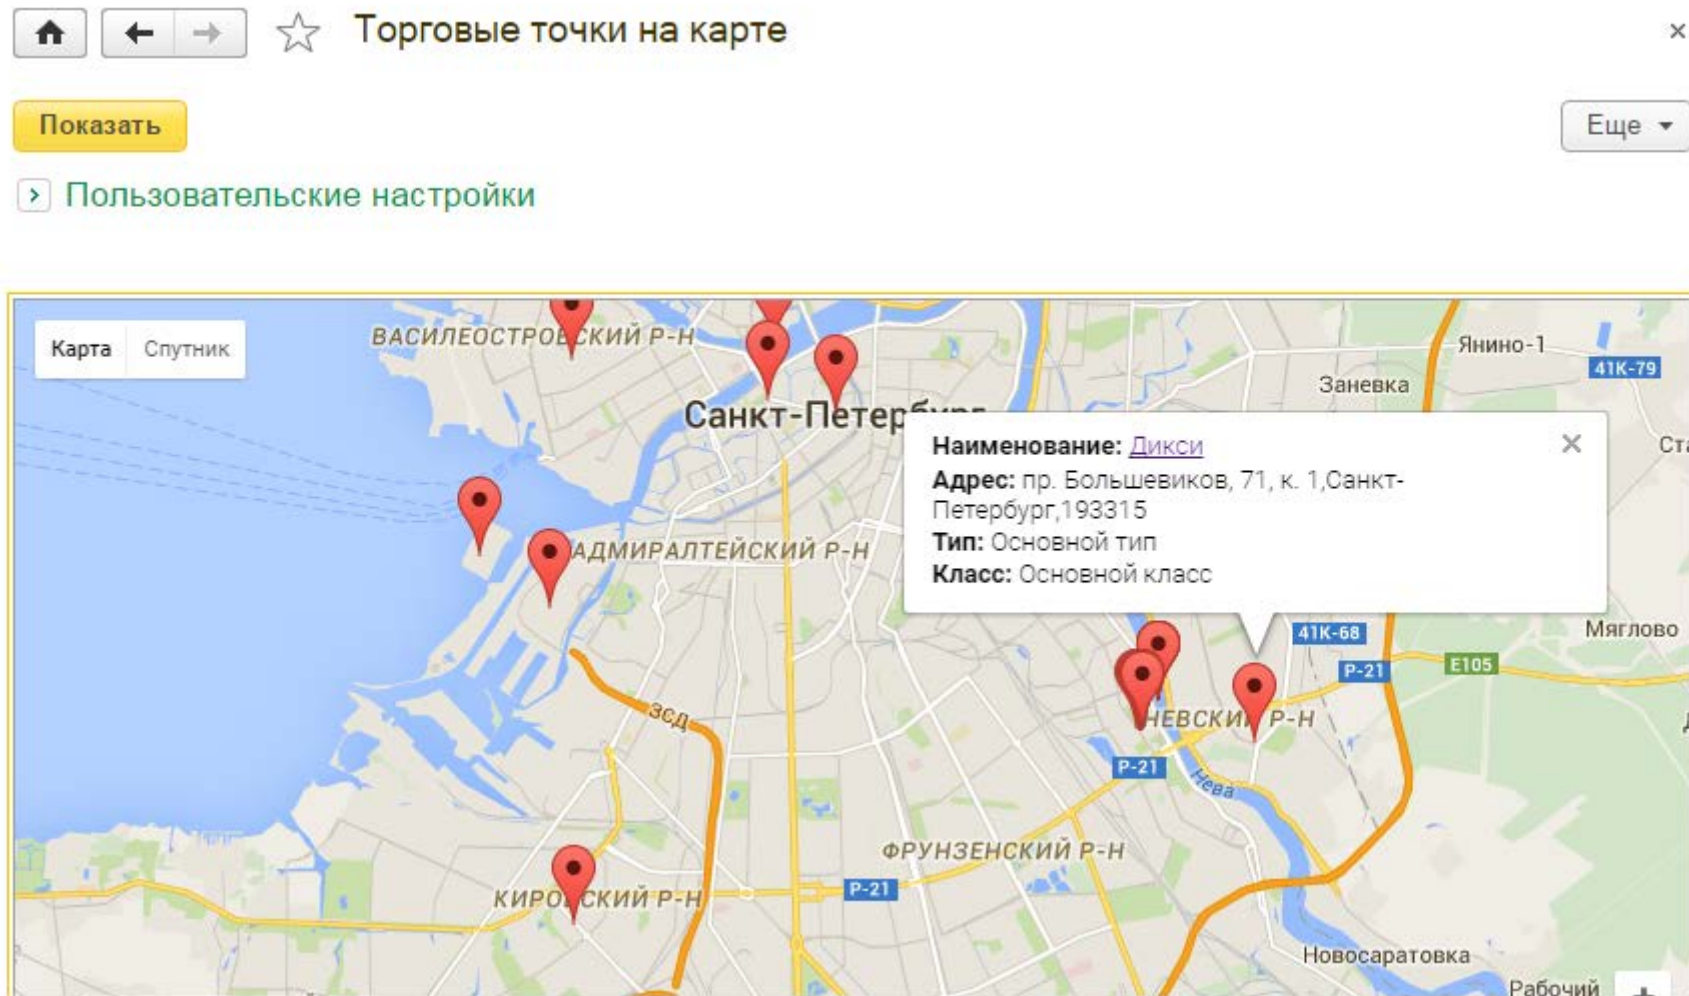 Торговые точки на карте
×
Показать
Еще
Пользовательские настройки
Карта Спутник
ВАСИЛЕОСТРОВСКИЙ Р-Н
Янино-1
41К-79
Заневка
Санкт-Петербург
Наименование: Дикси
Адрес: пр. Большевиков, 71, к. 1,Санкт-
Петербург,193315
Тип: Основной тип
Класс: Основной класс
Ста
АДМИРАЛТЕЙСКИЙ Р-Н
41К-68
Мяглово
Р-21
Е105
ЗСД
НЕВСКИЙ Р-Н
Р-21
Нева
ФРУНЗЕНСКИЙ Р-Н
КИРОВСКИЙ Р-Н
Р-21
Новосаратовка
Рабочий
+